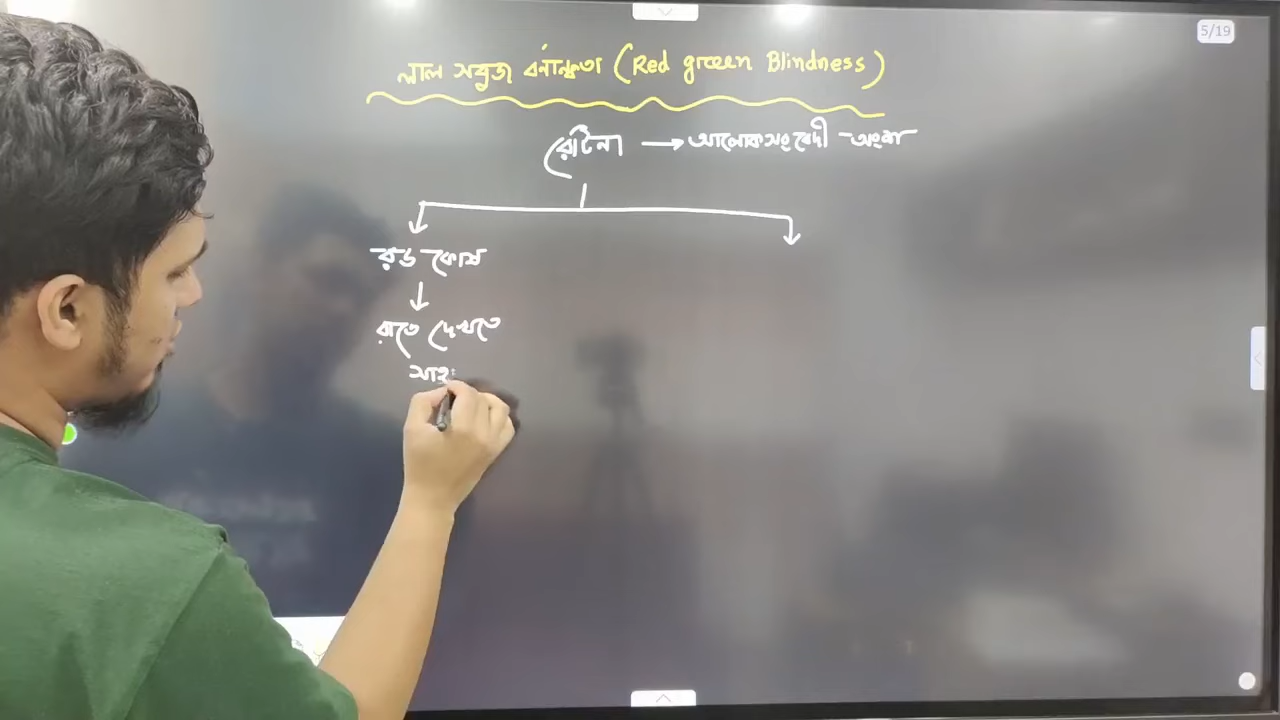 5/19
লাল সবুজ বর্ণান্ধতা (Red green Blindness)
রেটিনা → আলোকসংবেদী অংশ
রড কোষ
রাতে দেখতে
সাহ